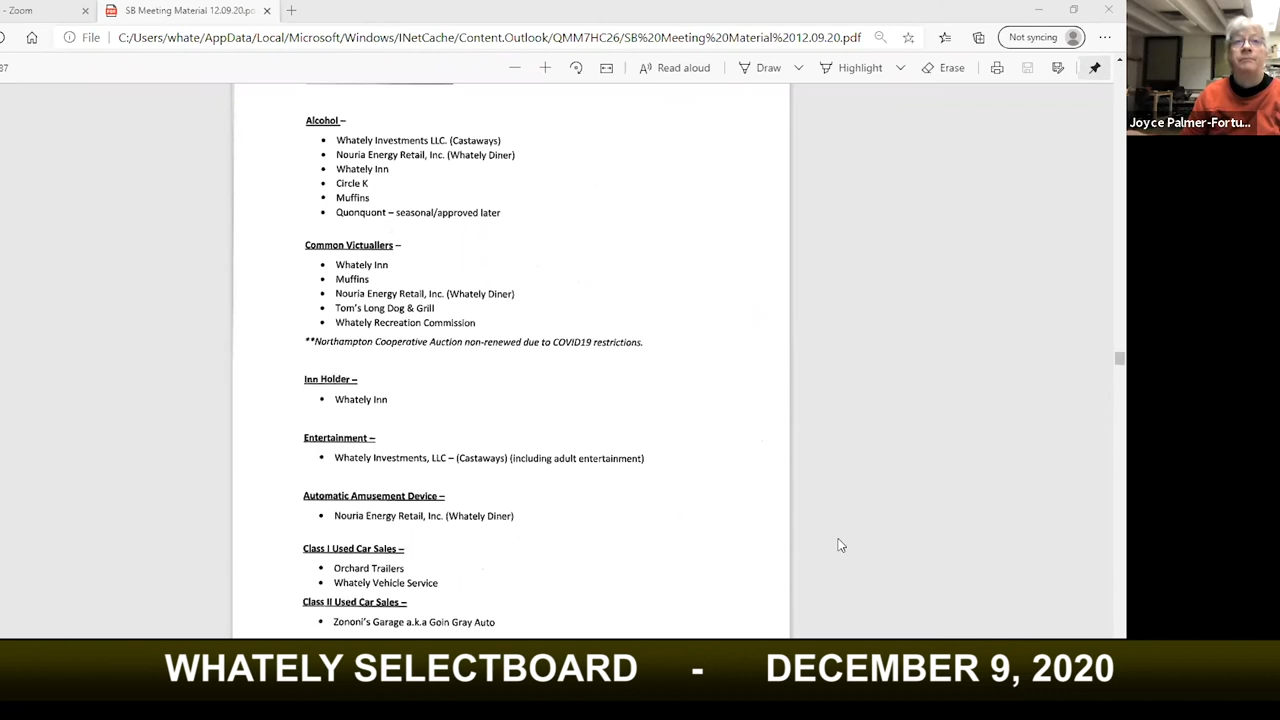 - Zoom
SB Meeting Material 12.09.20.pd
File
C:/Users/whate/AppData/Local/Microsoft/Windows/INetCache/Content.Outlook/QMM7HC26/SB%20Meeting%20Material%2012.09.20.pdf
Not syncing
37
Read aloud
Draw
Highlight
Erase
Joyce Palmer-Fortu...
Alcohol –
• Whately Investments LLC. (Castaways)
• Nouria Energy Retail, Inc. (Whately Diner)
• Whately Inn
• Circle K
• Muffins
• Quonquont – seasonal/approved later
Common Victuallers –
• Whately Inn
• Muffins
• Nouria Energy Retail, Inc. (Whately Diner)
• Tom's Long Dog & Grill
• Whately Recreation Commission
**Northampton Cooperative Auction non-renewed due to COVID19 restrictions.
Inn Holder –
• Whately Inn
Entertainment –
• Whately Investments, LLC – (Castaways) (including adult entertainment)
Automatic Amusement Device –
• Nouria Energy Retail, Inc. (Whately Diner)
Class I Used Car Sales –
• Orchard Trailers
• Whately Vehicle Service
Class II Used Car Sales –
• Zononi's Garage a.k.a Goin Gray Auto
WHATELY SELECTBOARD - DECEMBER 9, 2020